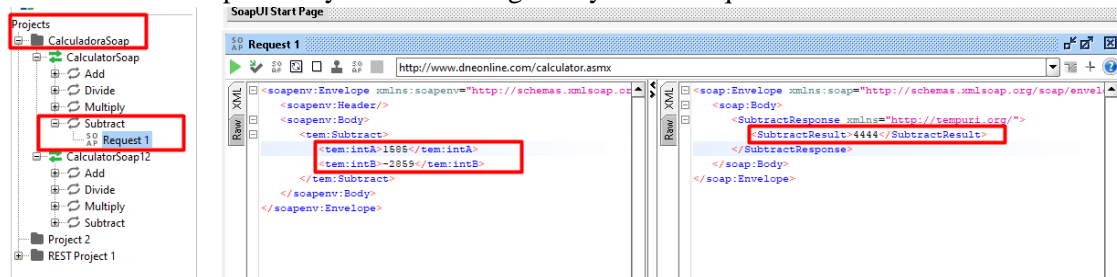 SoapUI Start Page
Projects
CalculadoraSoap
CalculatorSoap
Add
Divide
Multiply
Subtract
SO AP Request 1
CalculatorSoap12
Add
Divide
Multiply
Subtract
Project 2
REST Project 1
SO AP Request 1
http://www.dneonline.com/calculator.asmx
XML
Raw
<soapenv:Envelope xmlns:soapenv="http://schemas.xmlsoap.or
<soapenv:Header/>
<soapenv:Body>
<tem:Subtract>
<tem:intA>1585</tem:intA>
<tem:intB>-2859</tem:intB>
</tem:Subtract>
</soapenv:Body>
</soapenv:Envelope>
XML
Raw
<soap:Envelope xmlns:soap="http://schemas.xmlsoap.org/soap/envel
<soap:Body>
<SubtractResponse xmlns="http://tempuri.org/">
<SubtractResult>4444</SubtractResult>
</SubtractResponse>
</soap:Body>
</soap:Envelope>